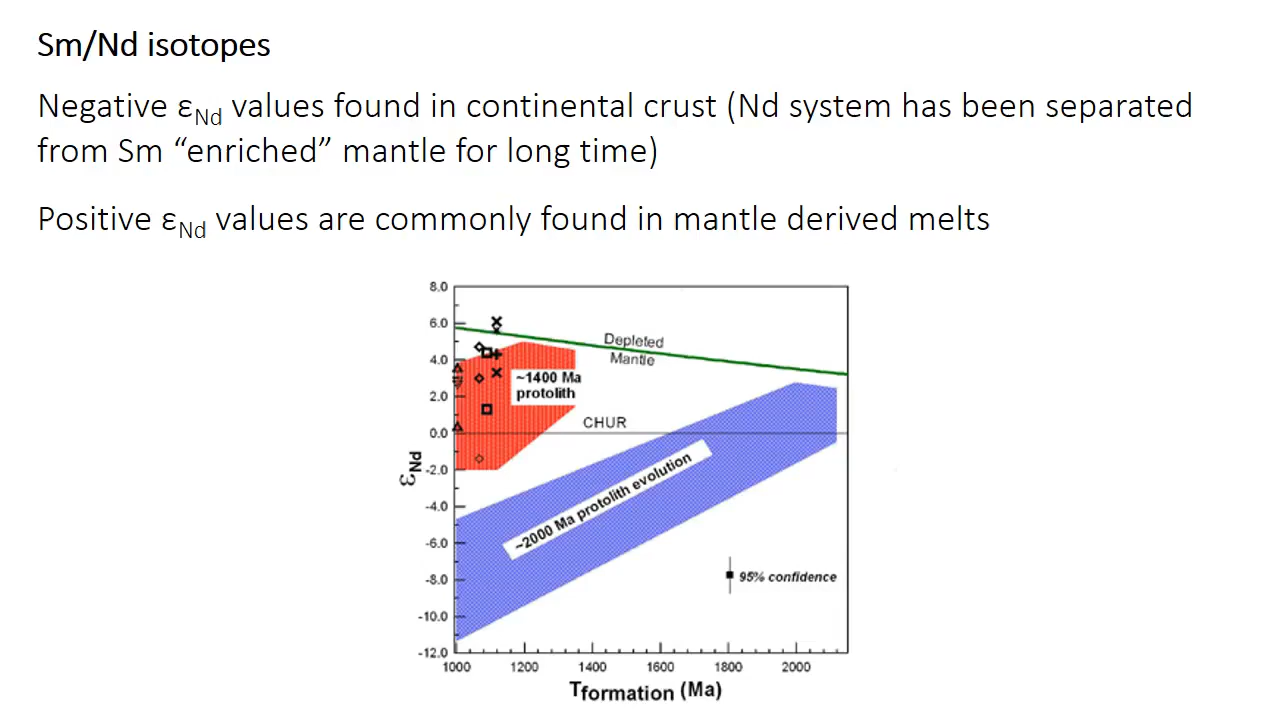 Sm/Nd isotopes
Negative εNd values found in continental crust (Nd system has been separated
from Sm “enriched” mantle for long time)
Positive εNd values are commonly found in mantle derived melts
8.0
6.0
4.0
2.0
0.0
-2.0
-4.0
-6.0
-8.0
-10.0
-12.0
εNd
Depleted
Mantle
~1400 Ma
protolith
CHUR
~2000 Ma protolith evolution
95% confidence
1000 1200 1400 1600 1800 2000
Tformation (Ma)